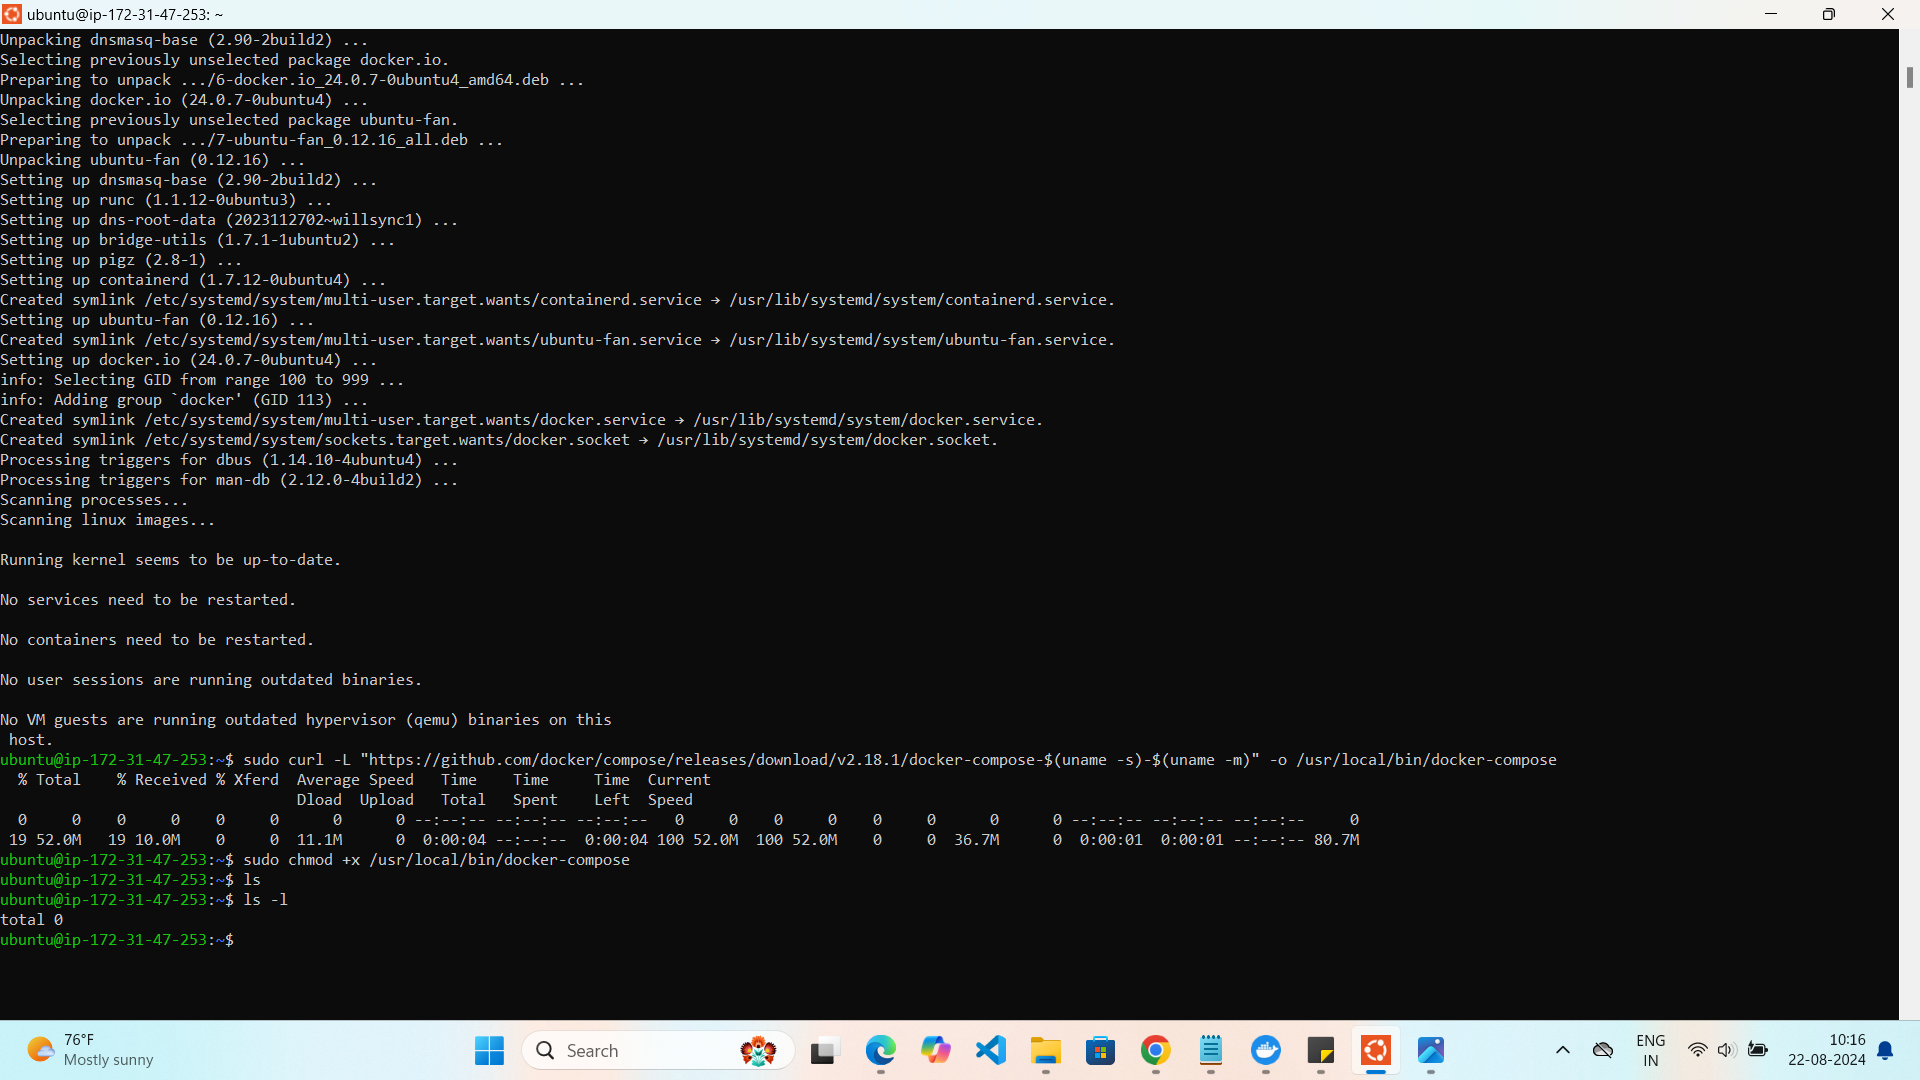 ubuntu@ip-172-31-47-253: ~
Unpacking dnsmasq-base (2.90-2build2) ...
Selecting previously unselected package docker.io.
Preparing to unpack .../6-docker.io_24.0.7-0ubuntu4_amd64.deb ...
Unpacking docker.io (24.0.7-0ubuntu4) ...
Selecting previously unselected package ubuntu-fan.
Preparing to unpack .../7-ubuntu-fan_0.12.16_all.deb ...
Unpacking ubuntu-fan (0.12.16) ...
Setting up dnsmasq-base (2.90-2build2) ...
Setting up runc (1.1.12-0ubuntu3) ...
Setting up dns-root-data (2023112702~willsync1) ...
Setting up bridge-utils (1.7.1-1ubuntu2) ...
Setting up pigz (2.8-1) ...
Setting up containerd (1.7.12-0ubuntu4) ...
Created symlink /etc/systemd/system/multi-user.target.wants/containerd.service → /usr/lib/systemd/system/containerd.service.
Setting up ubuntu-fan (0.12.16) ...
Created symlink /etc/systemd/system/multi-user.target.wants/ubuntu-fan.service → /usr/lib/systemd/system/ubuntu-fan.service.
Setting up docker.io (24.0.7-0ubuntu4) ...
info: Selecting GID from range 100 to 999 ...
info: Adding group `docker' (GID 113) ...
Created symlink /etc/systemd/system/multi-user.target.wants/docker.service → /usr/lib/systemd/system/docker.service.
Created symlink /etc/systemd/system/sockets.target.wants/docker.socket → /usr/lib/systemd/system/docker.socket.
Processing triggers for dbus (1.14.10-4ubuntu4) ...
Processing triggers for man-db (2.12.0-4build2) ...
Scanning processes...
Scanning linux images...
Running kernel seems to be up-to-date.
No services need to be restarted.
No containers need to be restarted.
No user sessions are running outdated binaries.
No VM guests are running outdated hypervisor (qemu) binaries on this
host.
ubuntu@ip-172-31-47-253:~$ sudo curl -L "https://github.com/docker/compose/releases/download/v2.18.1/docker-compose-$(uname -s)-$(uname -m)" -o /usr/local/bin/docker-compose
% Total    % Received % Xferd  Average Speed   Time    Time     Time  Current
Dload  Upload   Total   Spent    Left  Speed
0     0    0     0    0     0      0      0 --:--:-- --:--:-- --:--:--   0     0    0     0    0     0      0      0 --:--:-- --:--:-- --:--:--     0
19 52.0M   19 10.0M    0     0  11.1M      0  0:00:04 --:--:--  0:00:04 100 52.0M  100 52.0M    0     0  36.7M      0  0:00:01  0:00:01 --:--:-- 80.7M
ubuntu@ip-172-31-47-253:~$ sudo chmod +x /usr/local/bin/docker-compose
ubuntu@ip-172-31-47-253:~$ ls
ubuntu@ip-172-31-47-253:~$ ls -l
total 0
ubuntu@ip-172-31-47-253:~$
76°F
Mostly sunny
Search
ENG
IN
10:16
22-08-2024